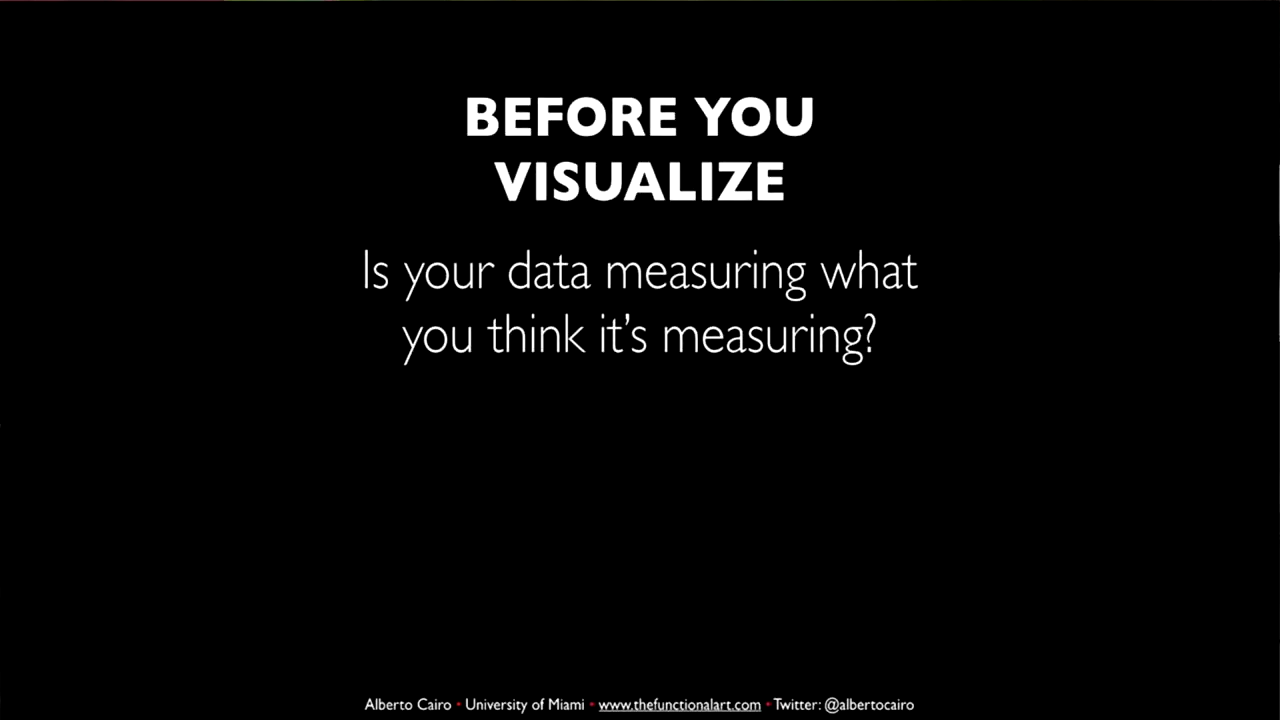 BEFORE YOU
VISUALIZE
Is your data measuring what
you think it’s measuring?
Alberto Cairo • University of Miami • www.thefunctionalart.com • Twitter: @albertocairo